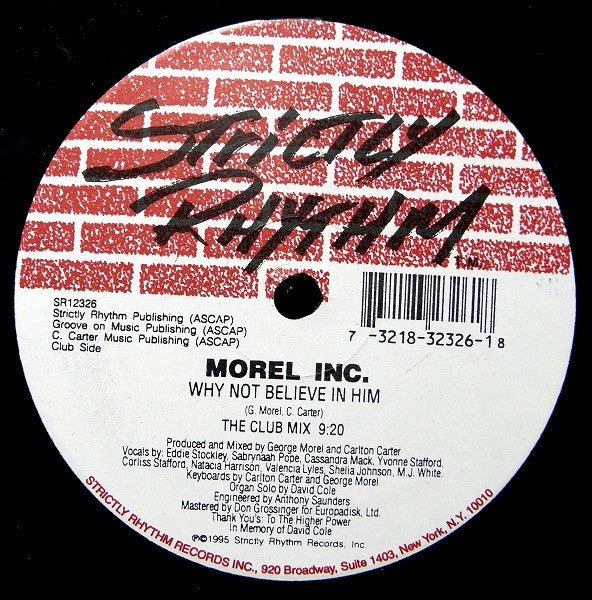 STRICTLY
RHYTHM
T.M.
SR12326
Strictly Rhythm Publishing (ASCAP)
Groove on Music Publishing (ASCAP)
C. Carter Music Publishing (ASCAP)
Club Side
7 -3218-32326-1 8
MOREL INC.
WHY NOT BELIEVE IN HIM
(G. Morel, C. Carter)
THE CLUB MIX 9:20
Produced and Mixed by George Morel and Carlton Carter
Vocals by: Eddie Stockley, Sabrynaah Pope, Cassandra Mack, Yvonne Stafford,
Corliss Stafford, Natacia Harrison, Valencia Lyles, Shelia Johnson, M.J. White.
Keyboards by Carlton Carter and George Morel
Organ Solo by David Cole
Engineered by Anthony Saunders
Mastered by Don Grossinger for Europadisk, Ltd.
Thank You's: To The Higher Power
In Memory of David Cole
℗©1995 Strictly Rhythm Records, Inc
STRICTLY RHYTHM RECORDS INC., 920 Broadway, Suite 1403, New York, N.Y. 10010